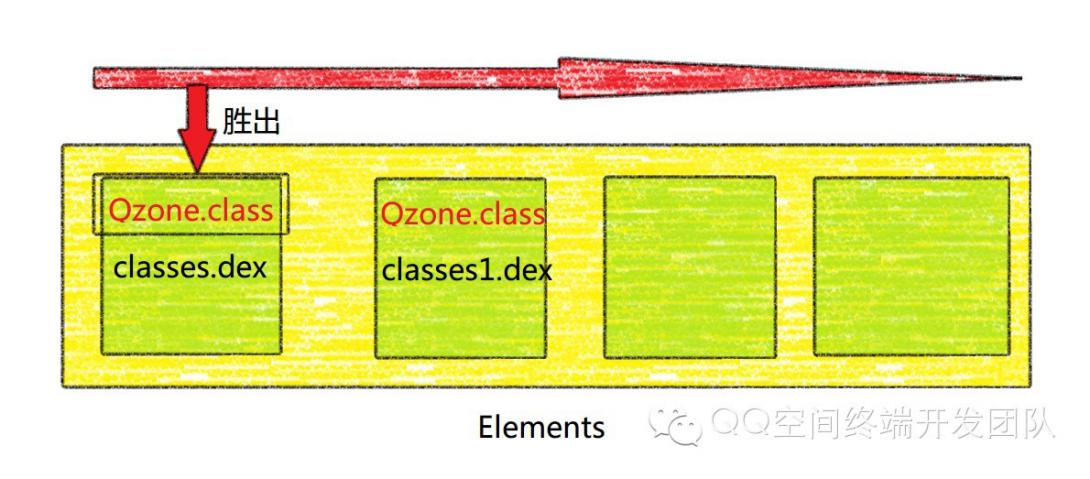 胜出
Qzone.class
classes.dex
Qzone.class
classes1.dex
Elements
QQ空间终端开发团队